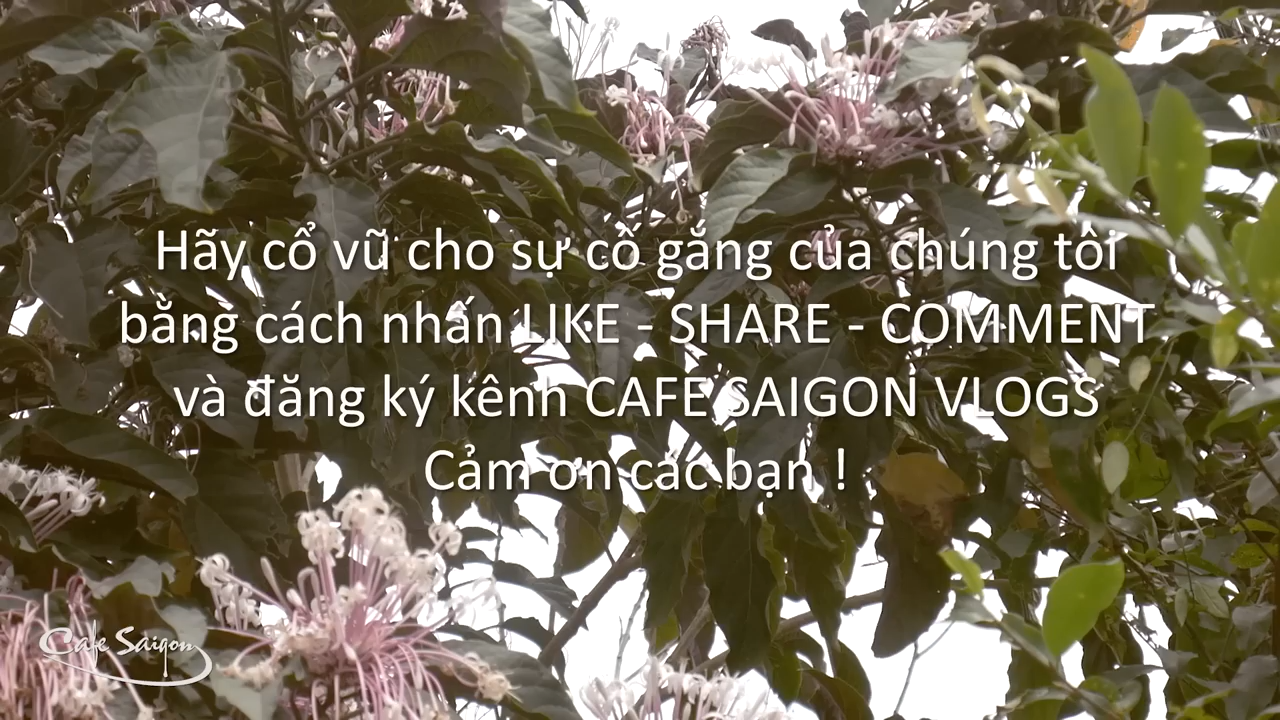 Hãy cổ vũ cho sự cố gắng của chúng tôi
bằng cách nhấn LIKE - SHARE - COMMENT
và đăng ký kênh CAFE SAIGON VLOGS
Cảm ơn các bạn !
Cafe Saigon